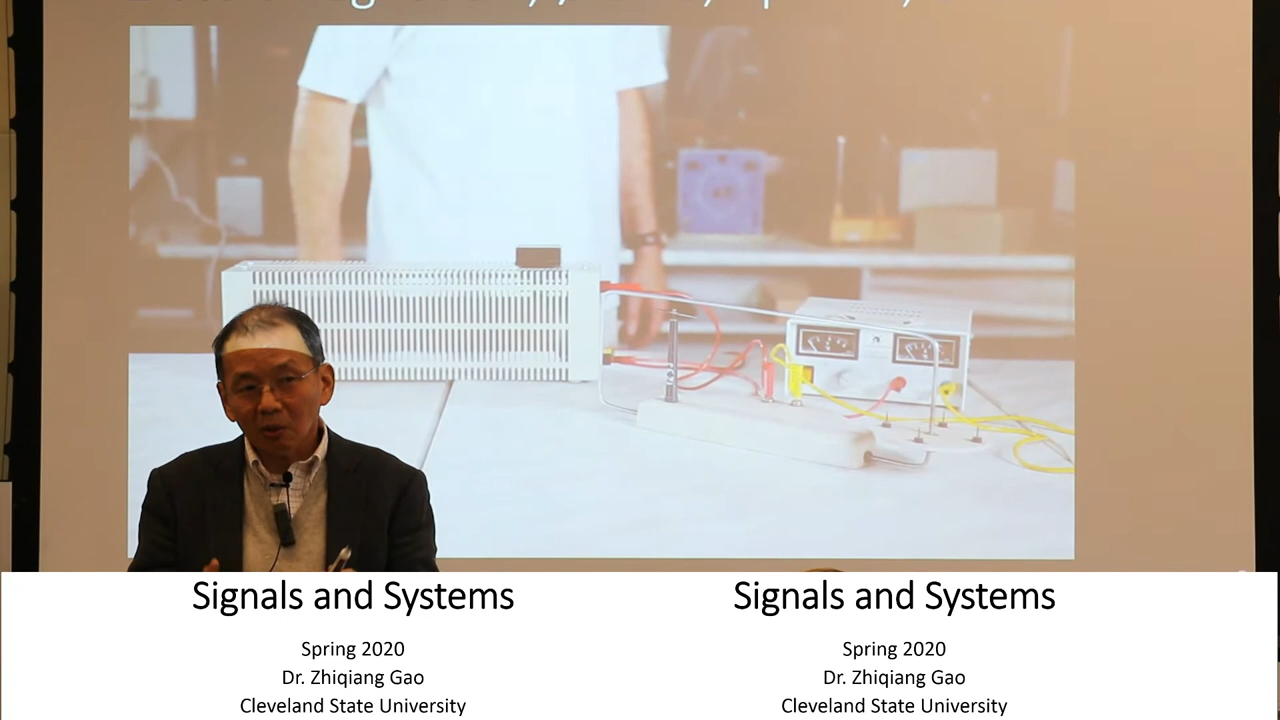 Signals and Systems
Spring 2020
Dr. Zhiqiang Gao
Cleveland State University
Signals and Systems
Spring 2020
Dr. Zhiqiang Gao
Cleveland State University